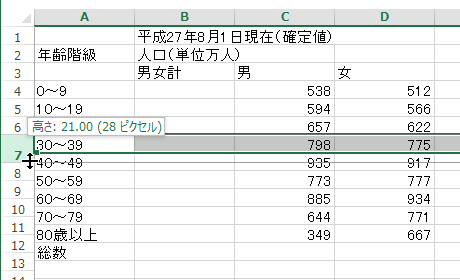 A B C D
1 平成27年8月1日現在(確定値)
2 年齢階級 人口(単位万人)
3 男女計 男 女
4 0～9 538 512
5 10～19 594 566
高さ: 21.00 (28 ピクセル)
6 657 622
7 30～39 798 775
8 40～49 935 917
9 50～59 773 777
10 60～69 885 934
11 70～79 644 771
12 80歳以上 349 667
13 総数